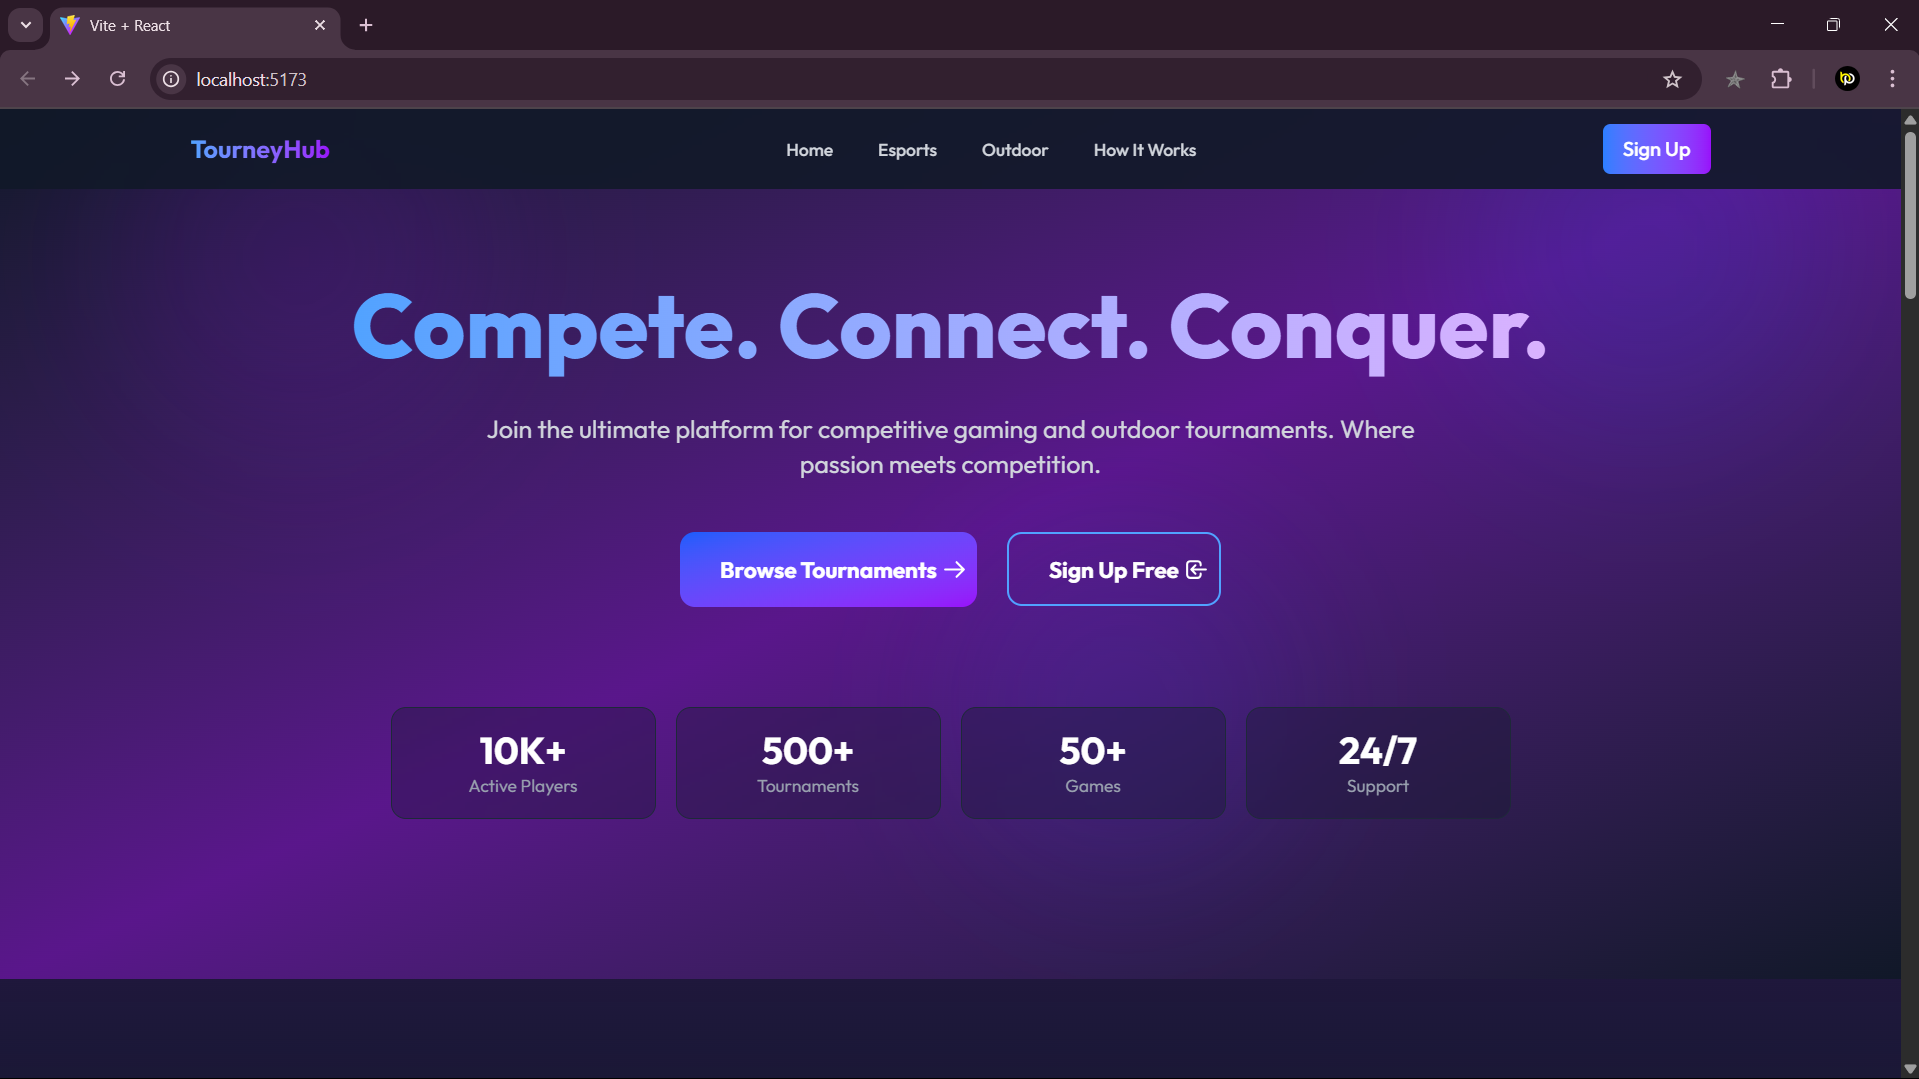 Vite + React
localhost:5173
TourneyHub
Home
Esports
Outdoor
How It Works
Sign Up
Compete. Connect. Conquer.
Join the ultimate platform for competitive gaming and outdoor tournaments. Where
passion meets competition.
Browse Tournaments
Sign Up Free
10K+
Active Players
500+
Tournaments
50+
Games
24/7
Support